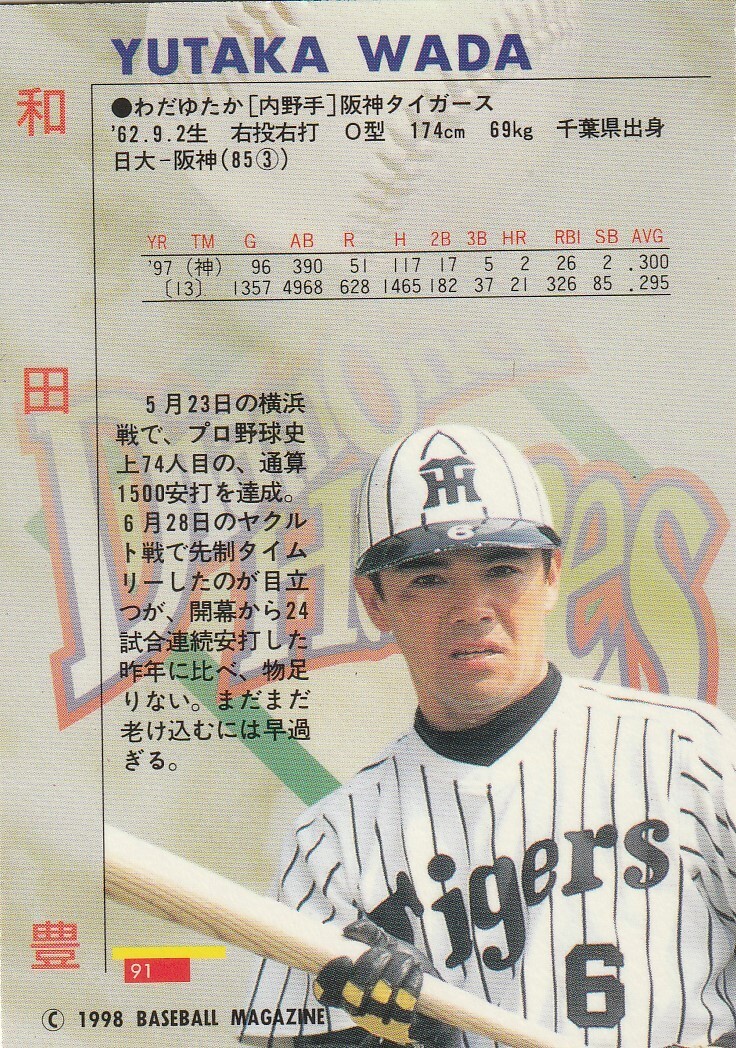 YUTAKA WADA
●わだゆたか[内野手]阪神タイガース
'62.9.2生 右投右打 O型 174cm 69kg 千葉県出身
日大−阪神(85③)
和田豊
YR TM G AB R H 2B 3B HR RBI SB AVG
'97 (神) 96 390 51 117 17 5 2 26 2 .300
〔13〕 1357 4968 628 1465 182 37 21 326 85 .295
5月23日の横浜
戦で、プロ野球史
上74人目の、通算
1500安打を達成。
6月28日のヤクル
ト戦で先制タイム
リーしたのが目立
つが、開幕から24
試合連続安打した
昨年に比べ、物足
りない。まだまだ
老け込むには早過
ぎる。
6
Tigers
6
91
© 1998 BASEBALL MAGAZINE